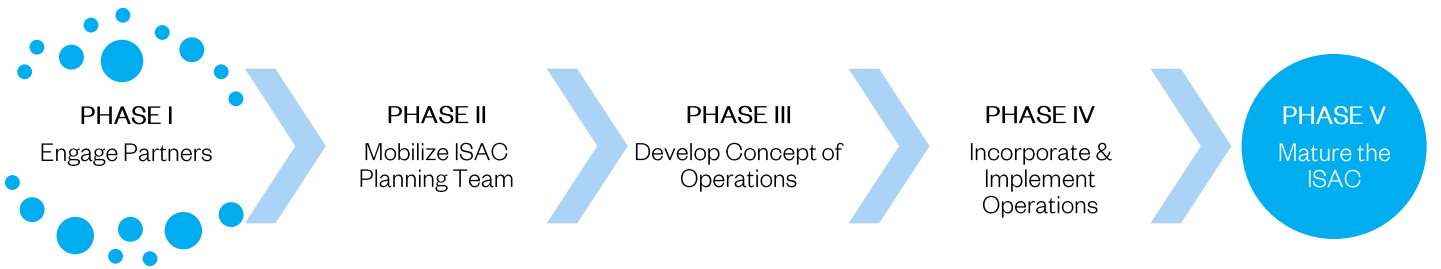 PHASE I
Engage Partners
PHASE II
Mobilize ISAC
Planning Team
PHASE III
Develop Concept of
Operations
PHASE IV
Incorporate &
Implement
Operations
PHASE V
Mature the
ISAC